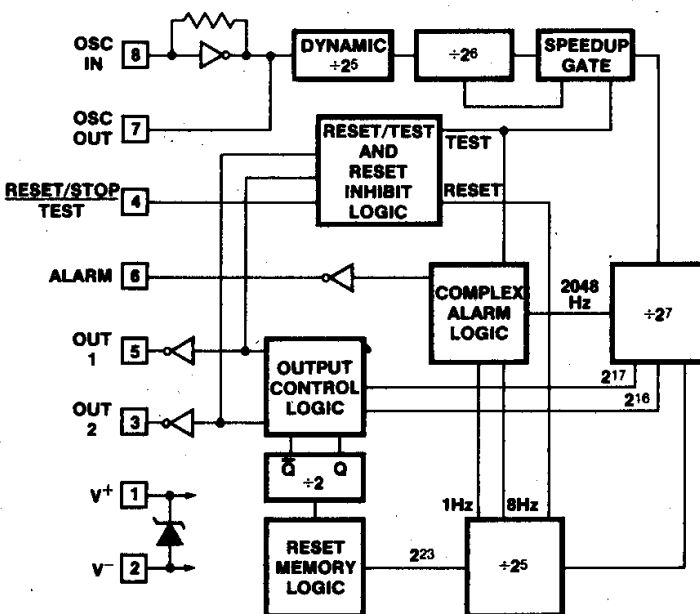 OSC
IN
8
DYNAMIC
÷2⁵
÷2⁶
SPEEDUP
GATE
OSC
OUT
7
RESET/TEST
AND
RESET
INHIBIT
LOGIC
TEST
RESET
RESET/STOP
TEST
4
ALARM
6
COMPLEX
ALARM
LOGIC
2048
Hz
÷2⁷
OUT
1
5
OUTPUT
CONTROL
LOGIC
2¹⁷
2¹⁶
OUT
2
3
Q̅ Q
÷2
V⁺
1
1Hz
8Hz
RESET
MEMORY
LOGIC
2²³
÷2⁵
V⁻
2